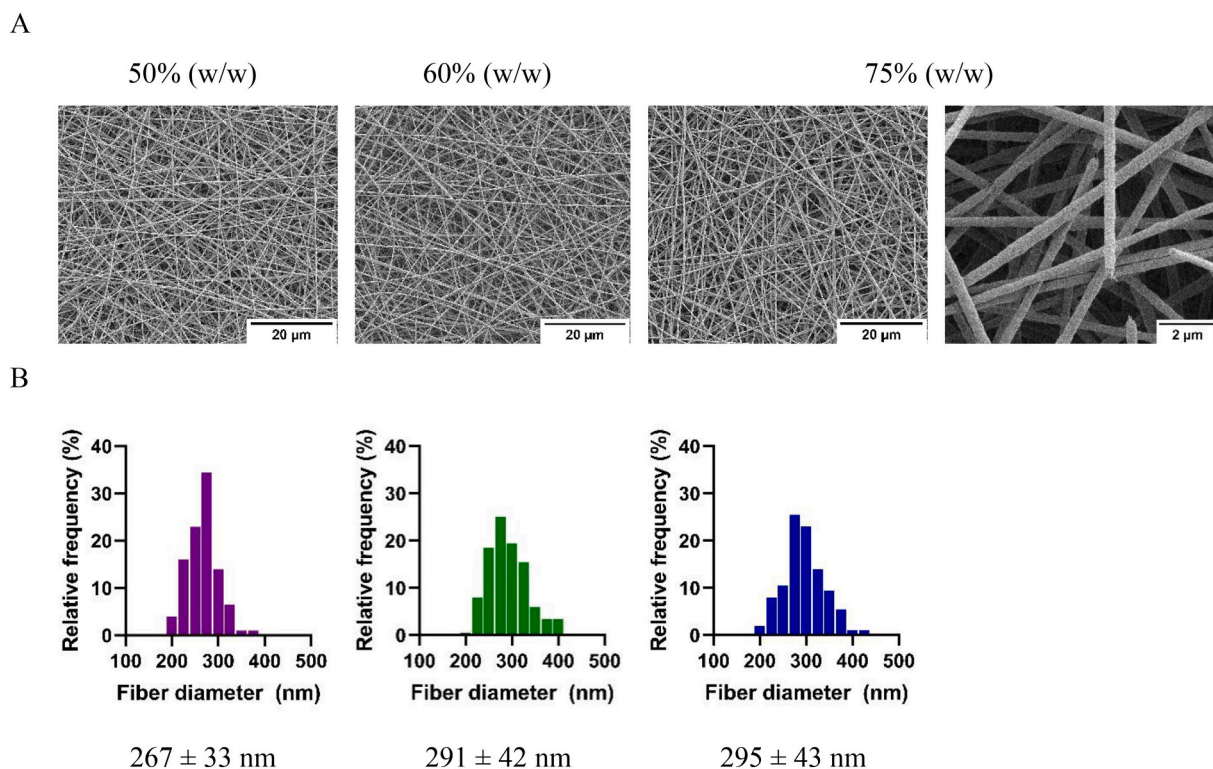 A
50% (w/w)
60% (w/w)
75% (w/w)
20 µm
20 µm
20 µm
2 µm
B
Relative frequency (%)
40
30
20
10
0
100 200 300 400 500
Fiber diameter (nm)
267 ± 33 nm
Relative frequency (%)
40
30
20
10
0
100 200 300 400 500
Fiber diameter (nm)
291 ± 42 nm
Relative frequency (%)
40
30
20
10
0
100 200 300 400 500
Fiber diameter (nm)
295 ± 43 nm